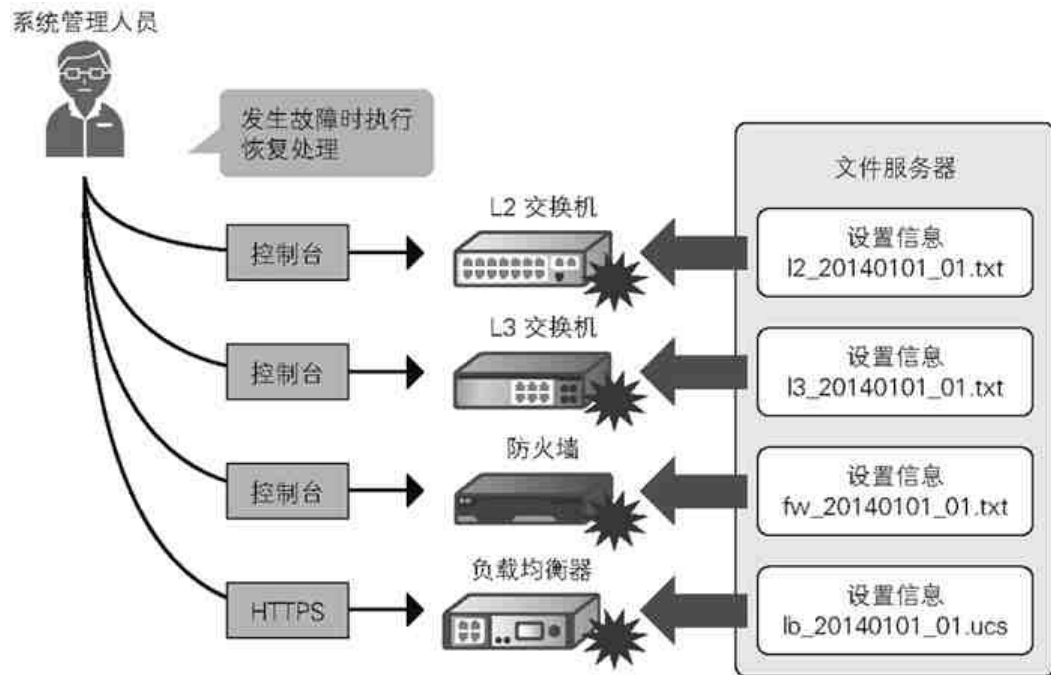 系统管理人员
发生故障时执行
恢复处理
文件服务器
L2 交换机
控制台
设置信息
l2_20140101_01.txt
L3 交换机
控制台
设置信息
l3_20140101_01.txt
防火墙
控制台
设置信息
fw_20140101_01.txt
负载均衡器
HTTPS
设置信息
lb_20140101_01.ucs